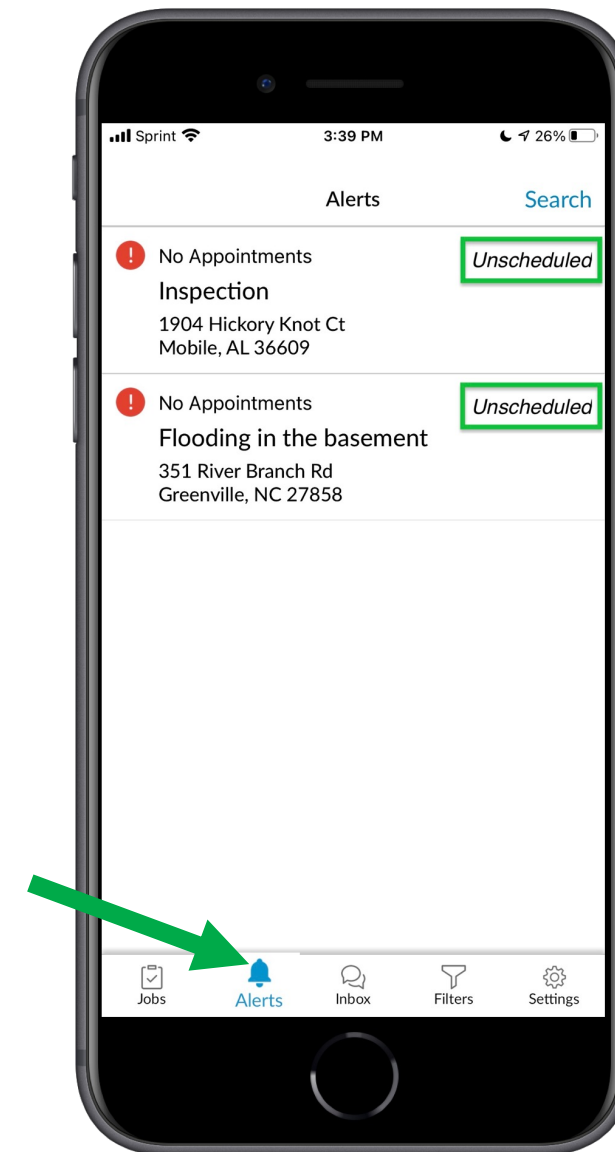 Sprint 3:39 PM 26%
Alerts Search
No Appointments Unscheduled
Inspection
1904 Hickory Knot Ct
Mobile, AL 36609
No Appointments Unscheduled
Flooding in the basement
351 River Branch Rd
Greenville, NC 27858
Jobs Alerts Inbox Filters Settings